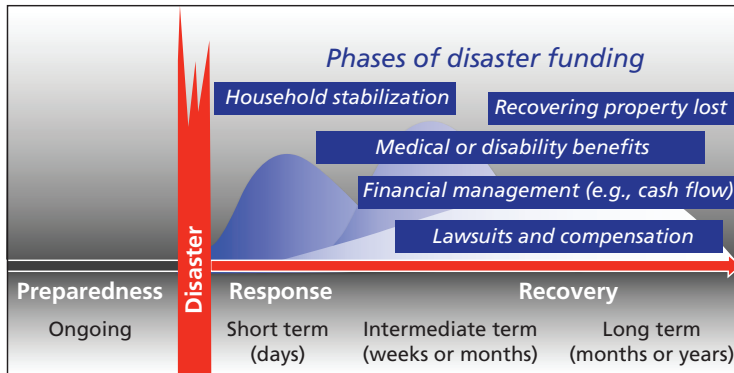 Phases of disaster funding
Household stabilization
Recovering property lost
Medical or disability benefits
Financial management (e.g., cash flow)
Lawsuits and compensation
Disaster
Preparedness
Response
Recovery
Ongoing
Short term
(days)
Intermediate term
(weeks or months)
Long term
(months or years)